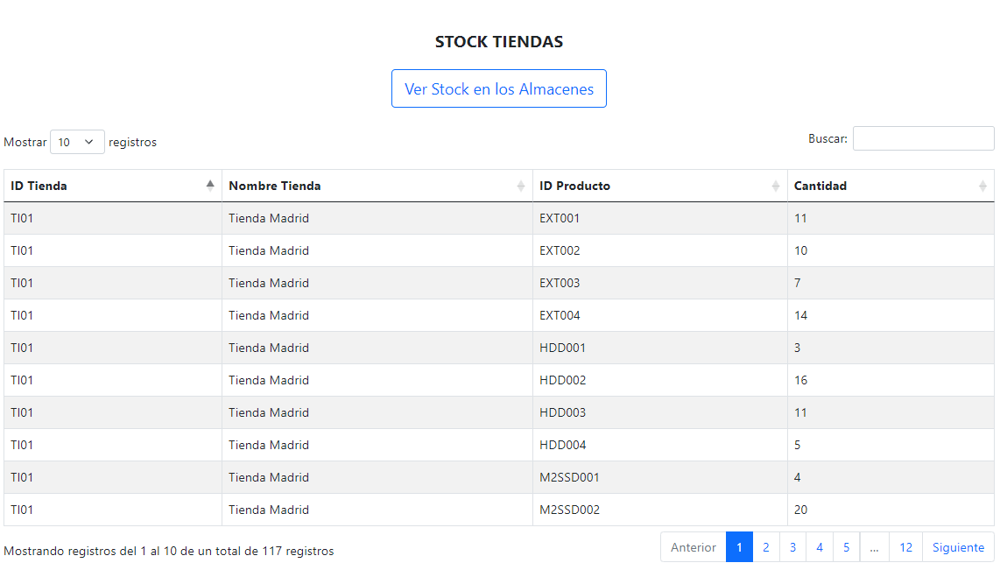 STOCK TIENDAS
Ver Stock en los Almacenes
Mostrar 10 registros
Buscar:
ID Tienda Nombre Tienda ID Producto Cantidad
TI01 Tienda Madrid EXT001 11
TI01 Tienda Madrid EXT002 10
TI01 Tienda Madrid EXT003 7
TI01 Tienda Madrid EXT004 14
TI01 Tienda Madrid HDD001 3
TI01 Tienda Madrid HDD002 16
TI01 Tienda Madrid HDD003 11
TI01 Tienda Madrid HDD004 5
TI01 Tienda Madrid M2SSD001 4
TI01 Tienda Madrid M2SSD002 20
Mostrando registros del 1 al 10 de un total de 117 registros
Anterior 1 2 3 4 5 ... 12 Siguiente